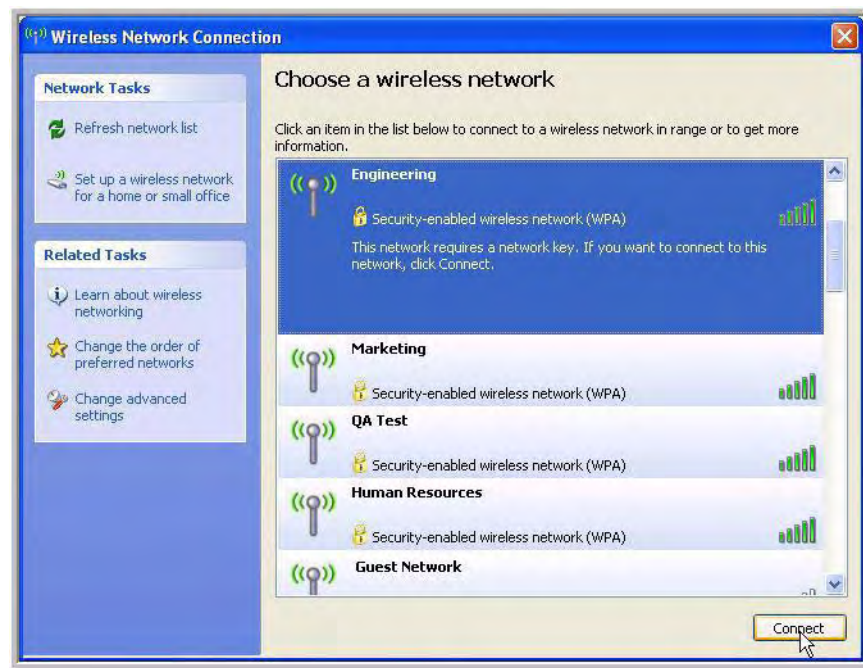 Wireless Network Connection
Network Tasks
Refresh network list
Set up a wireless network
for a home or small office
Related Tasks
Learn about wireless
networking
Change the order of
preferred networks
Change advanced
settings
Choose a wireless network
Click an item in the list below to connect to a wireless network in range or to get more
information.
Engineering
Security-enabled wireless network (WPA)
This network requires a network key. If you want to connect to this
network, click Connect.
Marketing
Security-enabled wireless network (WPA)
QA Test
Security-enabled wireless network (WPA)
Human Resources
Security-enabled wireless network (WPA)
Guest Network
Connect